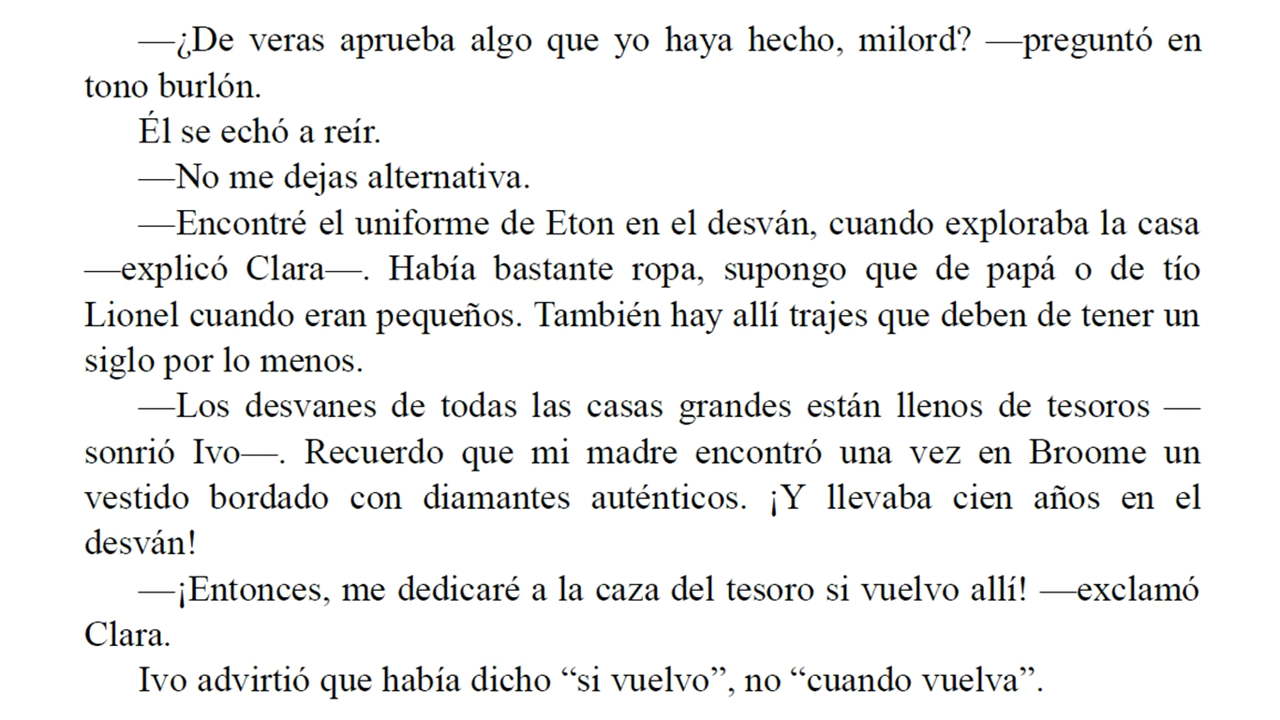 —¿De veras aprueba algo que yo haya hecho, milord? —preguntó en
tono burlón.
Él se echó a reír.
—No me dejas alternativa.
—Encontré el uniforme de Eton en el desván, cuando exploraba la casa
—explicó Clara—. Había bastante ropa, supongo que de papá o de tío
Lionel cuando eran pequeños. También hay allí trajes que deben de tener un
siglo por lo menos.
—Los desvanes de todas las casas grandes están llenos de tesoros —
sonrió Ivo—. Recuerdo que mi madre encontró una vez en Broome un
vestido bordado con diamantes auténticos. ¡Y llevaba cien años en el
desván!
—¡Entonces, me dedicaré a la caza del tesoro si vuelvo allí! —exclamó
Clara.
Ivo advirtió que había dicho “si vuelvo”, no “cuando vuelva”.